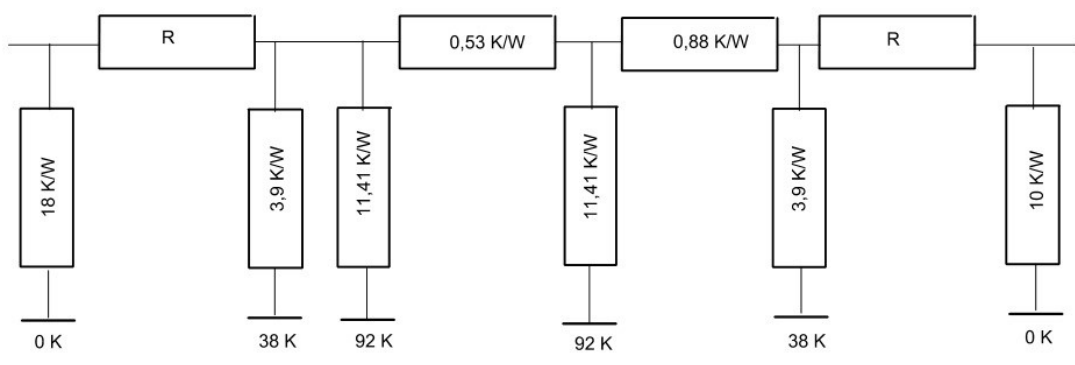 R
0,53 K/W
0,88 K/W
R
18 K/W
3,9 K/W
11,41 K/W
11,41 K/W
3,9 K/W
10 K/W
0 K
38 K
92 K
92 K
38 K
0 K